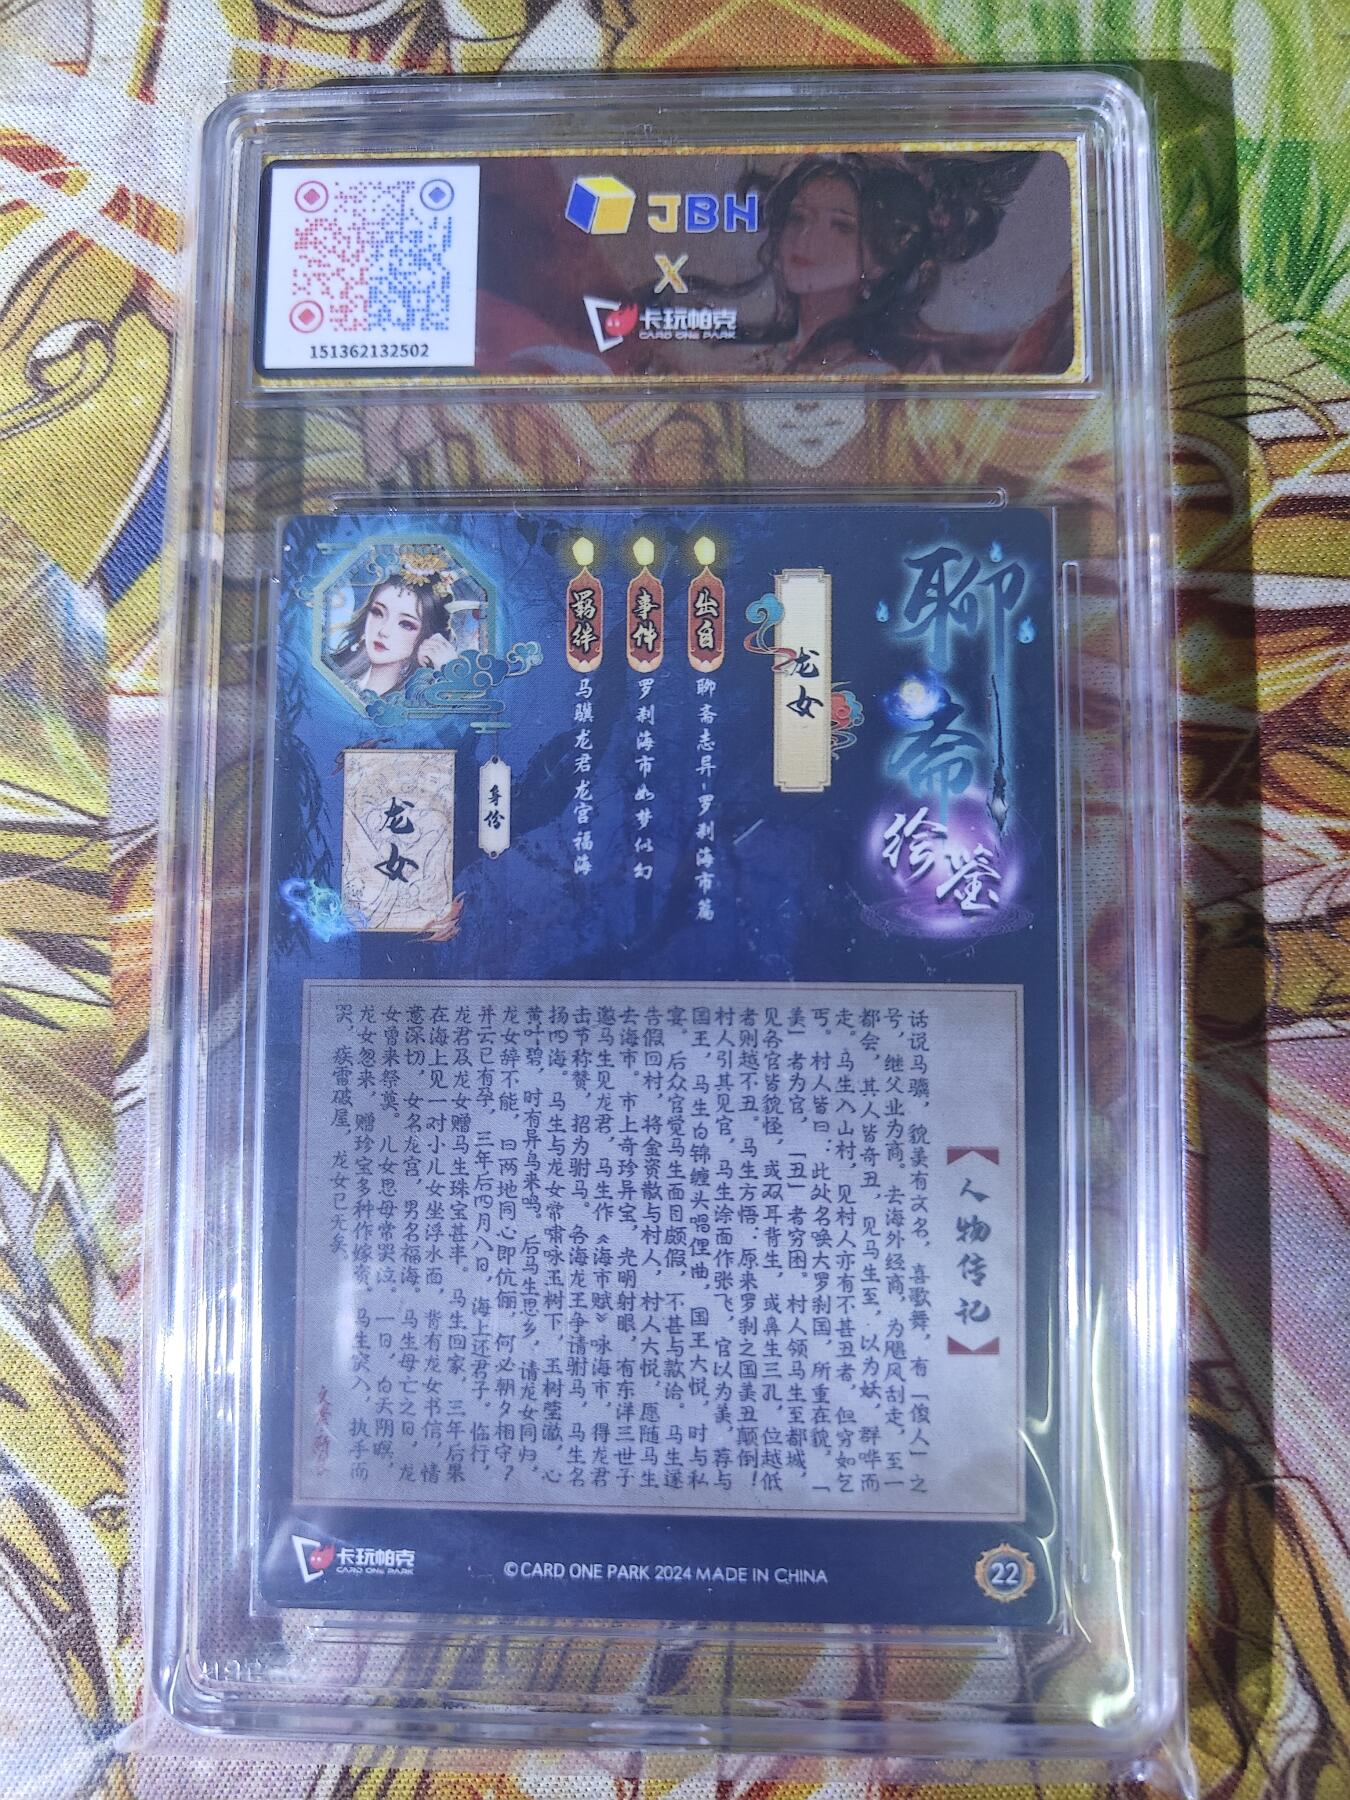 151362132502
JBH
X
卡玩帕克
CARD ONE PARK
聊斋
绘鉴
龙女
出自
聊斋志异-罗刹海市篇
事件
罗刹海市如梦似幻
羁绊
马骥龙君龙宫福海
身份
龙女
【人物传记】
话说马骥，貌美有文名，喜歌舞，有「俊人」之
号，继父业为商。去海外经商，为飓风刮走，至一
都会，其人皆奇丑，见马生至，以为妖，群哗而
走。马生入山村，见村人亦有不甚丑者，但穷如乞
丐。村人皆曰：此处名唤大罗刹国，所重在貌，「
美」者为官，「丑」者穷困。村人领马生至都城，
见各官皆貌怪，或双耳背生，或鼻生三孔，位越低
者则越不丑。马生方悟：原来罗刹之国美丑颠倒！
村人引其见官，马生涂面作张飞，官以为美，荐与
国王，马生白锦缠头唱俚曲，国王大悦，时与私
宴。后众官觉马生面目颇假，不甚与款洽。马生遂
告假回村，将金资散与村人，村人大悦，愿随马生
去海市。市上奇珍异宝，光明射眼，有东洋三世子
邀马生见龙君，马生作《海市赋》咏海市，得龙君
击节称赞，招为驸马。各海龙王争请驸马，马生名
扬四海。马生与龙女常啸咏玉树下，玉树莹澈，心
黄叶碧，时有异鸟来鸣。后马生思乡，请龙女同归，
龙女辞不能，曰两地同心即伉俪，何必朝夕相守？
并云已有孕，三年后四月八日，海上还君子。临行，
龙君及龙女赠马生珠宝甚丰。马生回家，三年后果
在海上见一对小儿女坐浮水面，背有龙女书信，情
意深切，女名龙宫，男名福海。马生母亡之日，龙
女曾来祭奠。儿女思母常哭泣。一日，白天阴暝，
龙女忽来，赠珍宝多种作嫁资。马生突入，执手而
哭，疾雷破屋，龙女已无矣。
卡玩帕克
CARD ONE PARK
©CARD ONE PARK 2024 MADE IN CHINA
22